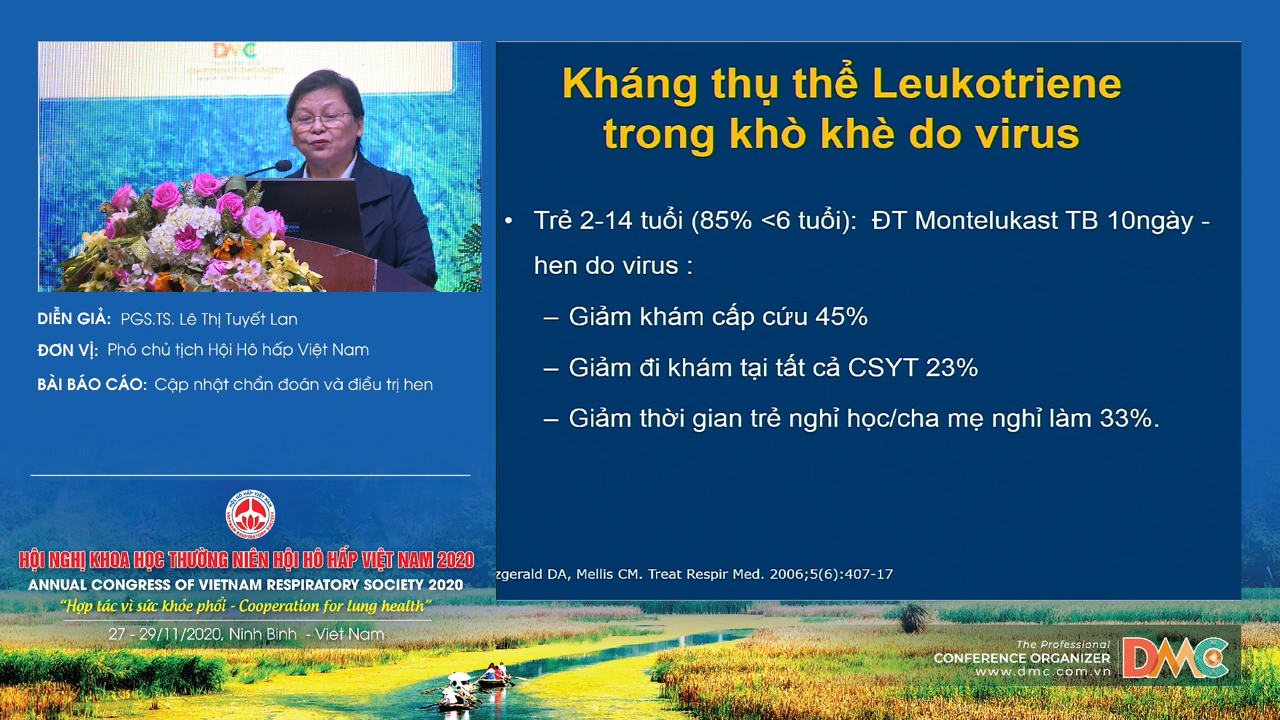 DMC
DIỄN GIẢ: PGS.TS. Lê Thị Tuyết Lan
ĐƠN VỊ: Phó chủ tịch Hội Hô hấp Việt Nam
BÀI BÁO CÁO: Cập nhật chẩn đoán và điều trị hen
HỘI NGHỊ KHOA HỌC THƯỜNG NIÊN HỘI HÔ HẤP VIỆT NAM 2020
ANNUAL CONGRESS OF VIETNAM RESPIRATORY SOCIETY 2020
“Hợp tác vì sức khỏe phổi - Cooperation for lung health”
27 - 29/11/2020, Ninh Bình - Viet Nam
Kháng thụ thể Leukotriene
trong khò khè do virus
• Trẻ 2-14 tuổi (85% <6 tuổi): ĐT Montelukast TB 10ngày -
hen do virus :
– Giảm khám cấp cứu 45%
– Giảm đi khám tại tất cả CSYT 23%
– Giảm thời gian trẻ nghỉ học/cha mẹ nghỉ làm 33%.
zgerald DA, Mellis CM. Treat Respir Med. 2006;5(6):407-17
The Professional
CONFERENCE ORGANIZER
www.dmc.com.vn
DMC